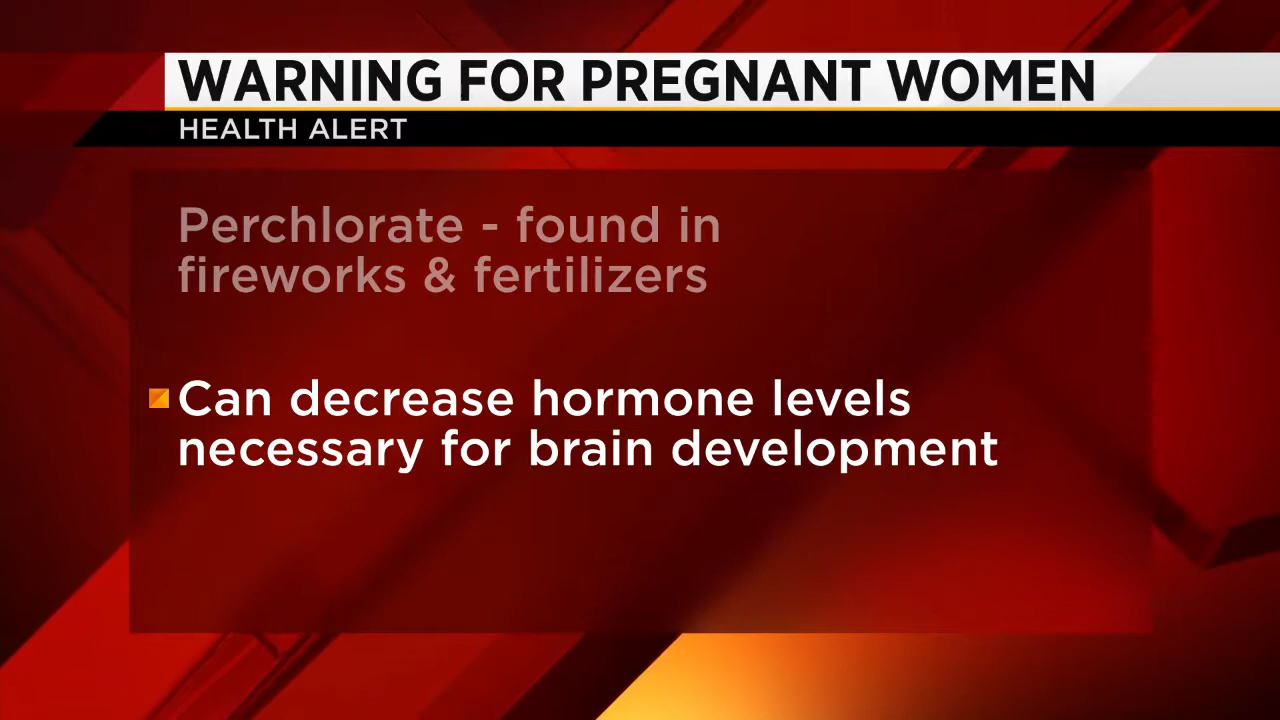 WARNING FOR PREGNANT WOMEN
HEALTH ALERT
Perchlorate - found in
fireworks & fertilizers
Can decrease hormone levels
necessary for brain development